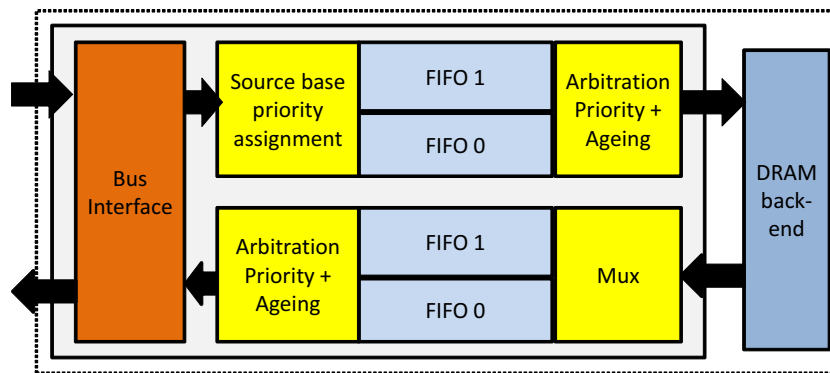 Bus
Interface
Source base
priority
assignment
FIFO 1
FIFO 0
Arbitration
Priority +
Ageing
Arbitration
Priority +
Ageing
FIFO 1
FIFO 0
Mux
DRAM
back-
end